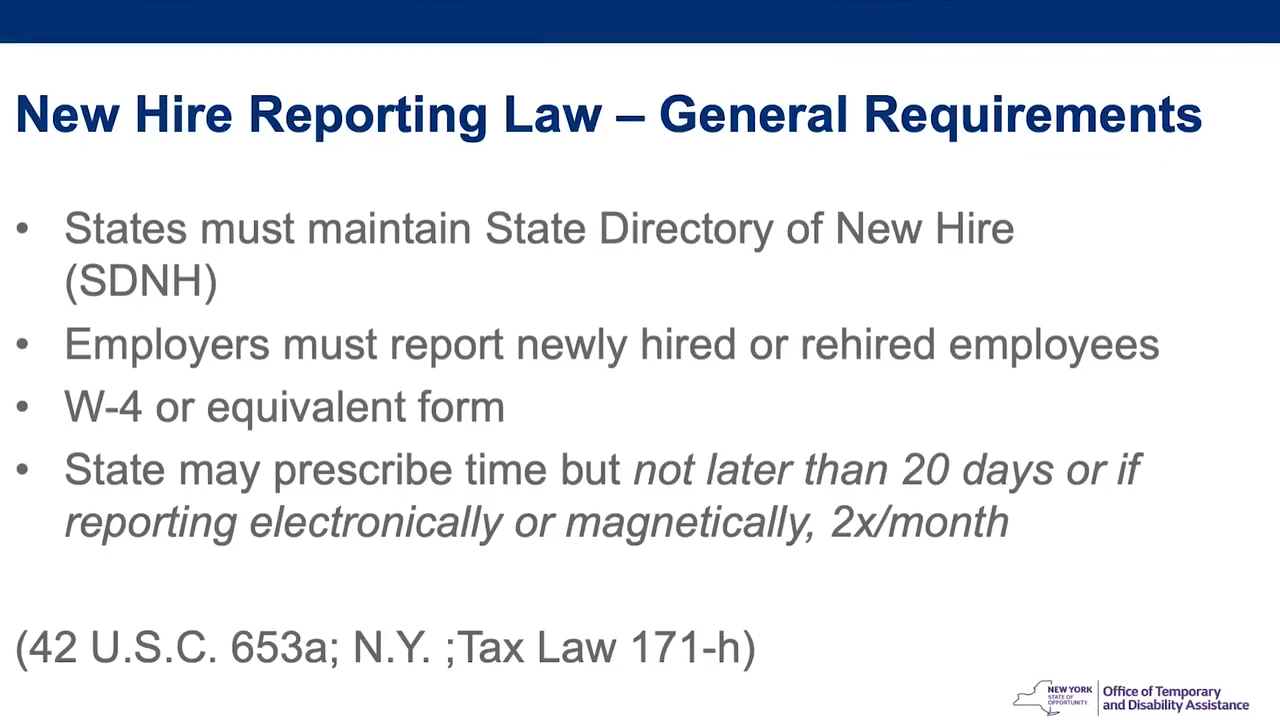 New Hire Reporting Law – General Requirements
• States must maintain State Directory of New Hire
(SDNH)
• Employers must report newly hired or rehired employees
• W-4 or equivalent form
• State may prescribe time but not later than 20 days or if
reporting electronically or magnetically, 2x/month
(42 U.S.C. 653a; N.Y. ;Tax Law 171-h)
NEW YORK
STATE OF
OPPORTUNITY.
Office of Temporary
and Disability Assistance